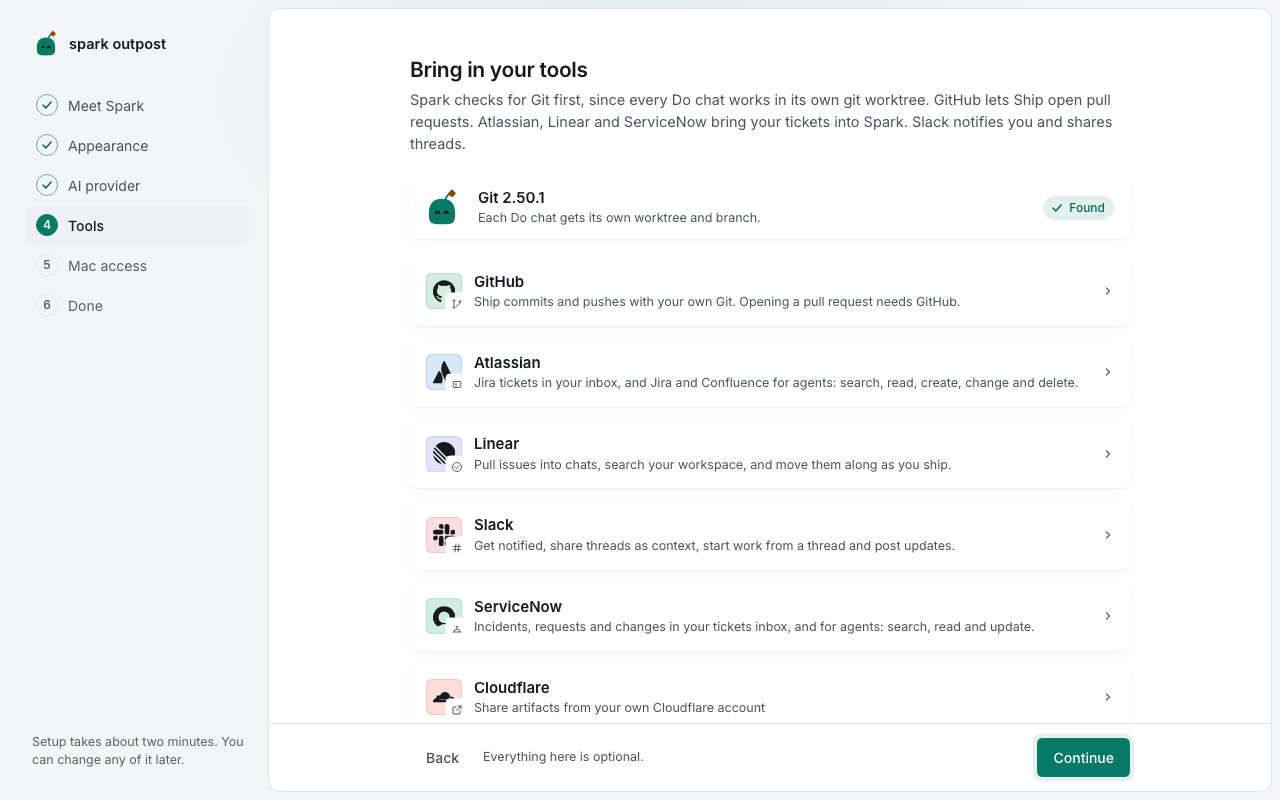 spark outpost
Meet Spark
Appearance
AI provider
4 Tools
5 Mac access
6 Done
Setup takes about two minutes. You
can change any of it later.
Bring in your tools
Spark checks for Git first, since every Do chat works in its own git worktree. GitHub lets Ship open pull
requests. Atlassian, Linear and ServiceNow bring your tickets into Spark. Slack notifies you and shares
threads.
Git 2.50.1
Each Do chat gets its own worktree and branch.
Found
GitHub
Ship commits and pushes with your own Git. Opening a pull request needs GitHub.
Atlassian
Jira tickets in your inbox, and Jira and Confluence for agents: search, read, create, change and delete.
Linear
Pull issues into chats, search your workspace, and move them along as you ship.
Slack
Get notified, share threads as context, start work from a thread and post updates.
ServiceNow
Incidents, requests and changes in your tickets inbox, and for agents: search, read and update.
Cloudflare
Share artifacts from your own Cloudflare account
Back
Everything here is optional.
Continue